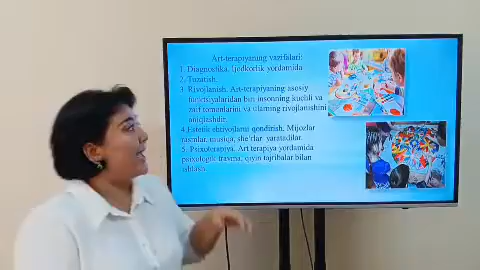 Art-terapiyaning vazifalari:
1. Diagnostika. Ijodkorlik yordamida
2. Tuzatish.
3. Rivojlanish. Art-terapiyaning asosiy
funksiyalaridan biri insonning kuchli va
zaif tomonlarini va ularning rivojlanishini
aniqlashdir.
4. Estetik ehtiyojlarni qondirish. Mijozlar
rasmlar, musiqa, she'rlar yaratadilar.
5. Psixoterapiya. Art terapiya yordamida
psixologik travma, qiyin tajribalar bilan
ishlash.